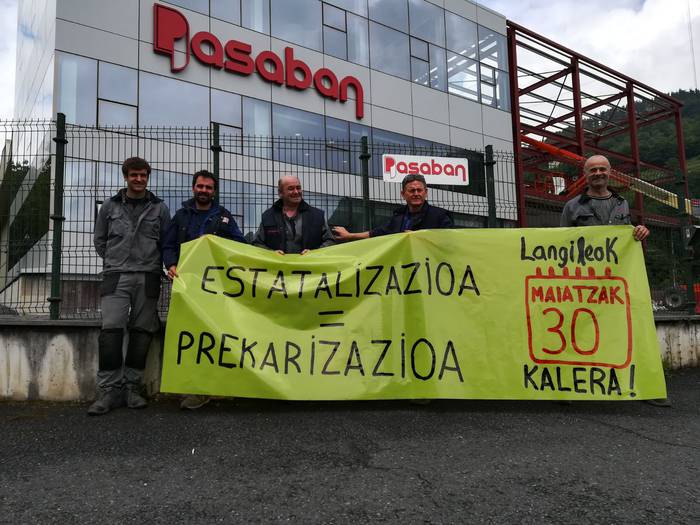 Pasaban
Pasaban
ESTATALIZAZIOA
=
PREKARIZAZIOA
LANGILEOK
MAIATZAK
30
KALERA!